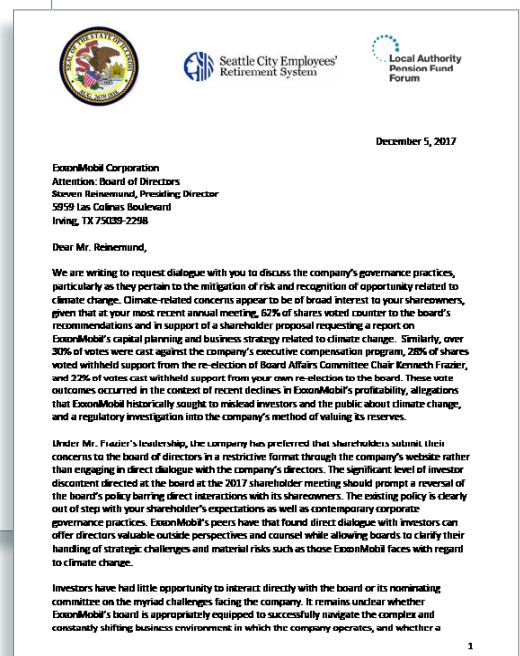 SEAL OF THE STATE OF ILLINOIS
AUG. 26TH 1818
Seattle City Employees'
Retirement System
Local Authority
Pension Fund
Forum
December 5, 2017
ExxonMobil Corporation
Attention: Board of Directors
Steven Reinemund, Presiding Director
5959 Las Colinas Boulevard
Irving, TX 75039-2298
Dear Mr. Reinemund,
We are writing to request dialogue with you to discuss the company's governance practices,
particularly as they pertain to the mitigation of risk and recognition of opportunity related to
climate change. Climate-related concerns appear to be of broad interest to your shareowners,
given that at your most recent annual meeting, 62% of shares voted counter to the board's
recommendations and in support of a shareholder proposal requesting a report on
ExxonMobil's capital planning and business strategy related to climate change. Similarly, over
30% of votes were cast against the company's executive compensation program, 28% of shares
voted withheld support from the re-election of Board Affairs Committee Chair Kenneth Frazier,
and 22% of votes cast withheld support from your own re-election to the board. These vote
outcomes occurred in the context of recent declines in ExxonMobil's profitability, allegations
that ExxonMobil historically sought to mislead investors and the public about climate change,
and a regulatory investigation into the company's method of valuing its reserves.
Under Mr. Frazier's leadership, the company has preferred that shareholders submit their
concerns to the board of directors in a restrictive format through the company's website rather
than engaging in direct dialogue with the company's directors. The significant level of investor
discontent directed at the board at the 2017 shareholder meeting should prompt a reversal of
the board's policy barring direct interactions with its shareowners. The existing policy is clearly
out of step with your shareholder's expectations as well as contemporary corporate
governance practices. ExxonMobil's peers have that found direct dialogue with investors can
offer directors valuable outside perspectives and counsel while allowing boards to clarify their
handling of strategic challenges and material risks such as those ExxonMobil faces with regard
to climate change.
Investors have had little opportunity to interact directly with the board or its nominating
committee on the myriad challenges facing the company. It remains unclear whether
ExxonMobil's board is appropriately equipped to successfully navigate the complex and
constantly shifting business environment in which the company operates, and whether a
1